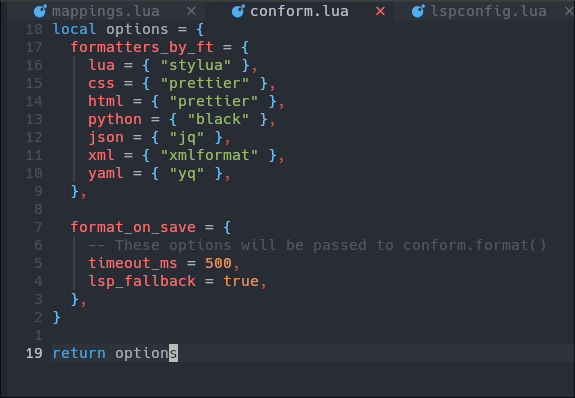 mappings.lua × conform.lua × lspconfig.lua
18 local options = {
17 formatters_by_ft = {
16 lua = { "stylua" },
15 css = { "prettier" },
14 html = { "prettier" },
13 python = { "black" },
12 json = { "jq" },
11 xml = { "xmlformat" },
10 yaml = { "yq" },
9 },
8
7 format_on_save = {
6 -- These options will be passed to conform.format()
5 timeout_ms = 500,
4 lsp_fallback = true,
3 },
2 }
1
19 return options